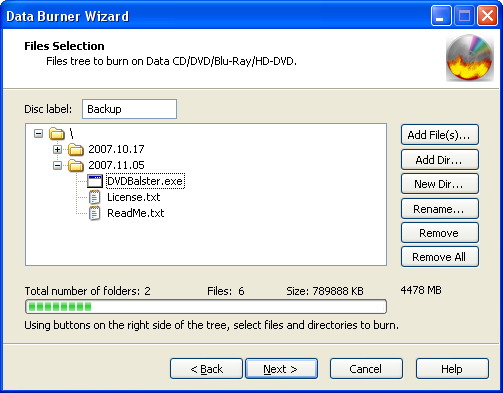 Data Burner Wizard
Files Selection
Files tree to burn on Data CD/DVD/Blu-Ray/HD-DVD.
Disc label: Backup
\
2007.10.17
2007.11.05
DVDBalster.exe
License.txt
ReadMe.txt
Add File(s)...
Add Dir...
New Dir...
Rename...
Remove
Remove All
Total number of folders: 2 Files: 6 Size: 789888 KB 4478 MB
Using buttons on the right side of the tree, select files and directories to burn.
< Back Next > Cancel Help